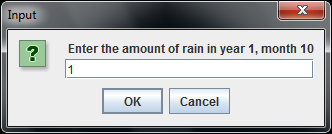 Input
Enter the amount of rain in year 1, month 10
?
1
OK Cancel